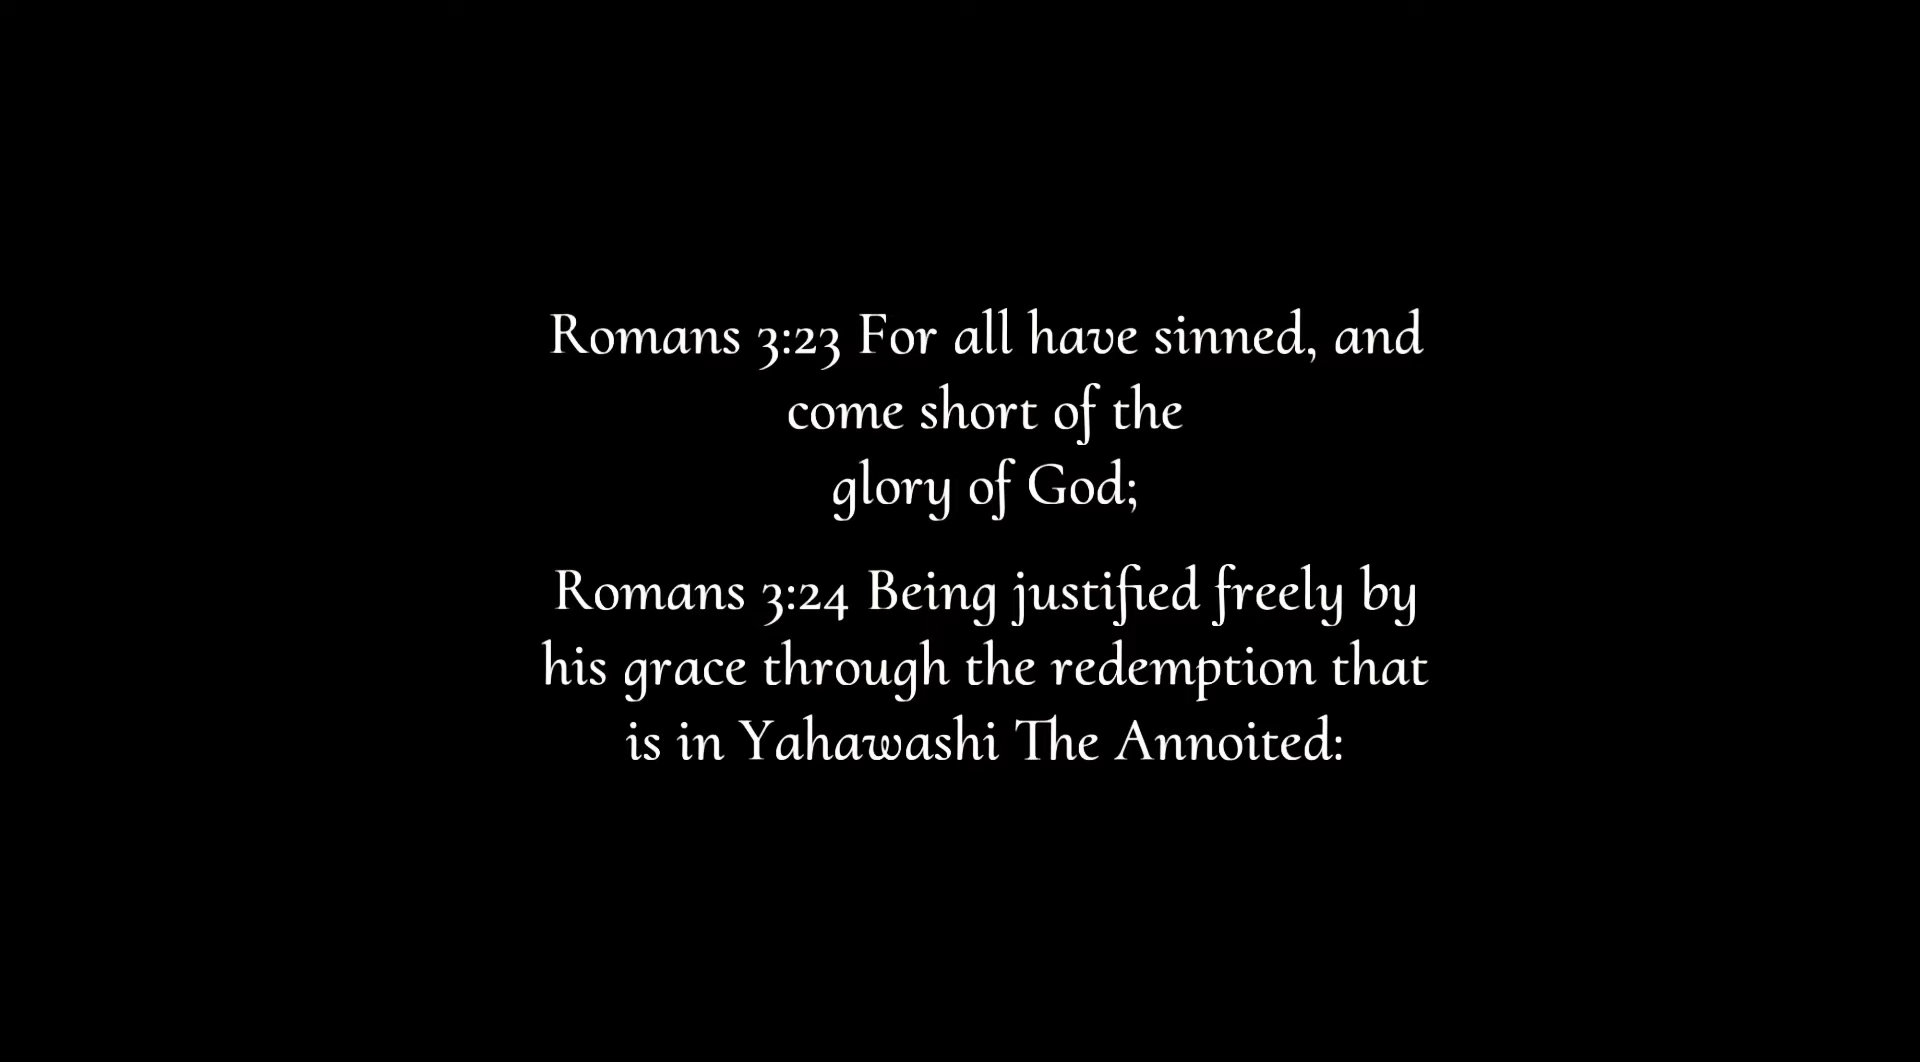 Romans 3:23 For all have sinned, and
come short of the
glory of God;
Romans 3:24 Being justified freely by
his grace through the redemption that
is in Yahawashi The Annoited: